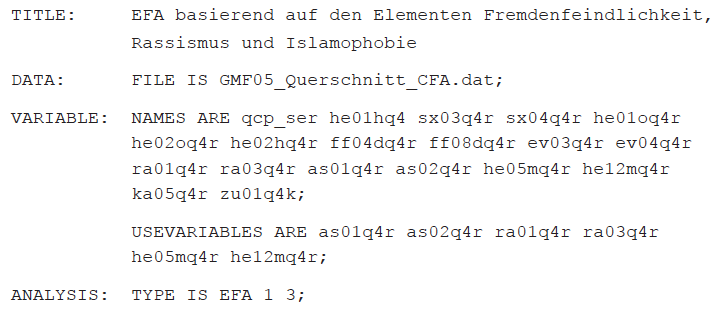 TITLE: EFA basierend auf den Elementen Fremdenfeindlichkeit,
Rassismus und Islamophobie
DATA: FILE IS GMF05_Querschnitt_CFA.dat;
VARIABLE: NAMES ARE qcp_ser he01hq4 sx03q4r sx04q4r he01oq4r
he02oq4r he02hq4r ff04dq4r ff08dq4r ev03q4r ev04q4r
ra01q4r ra03q4r as01q4r as02q4r he05mq4r he12mq4r
ka05q4r zu01q4k;
USEVARIABLES ARE as01q4r as02q4r ra01q4r ra03q4r
he05mq4r he12mq4r;
ANALYSIS: TYPE IS EFA 1 3;